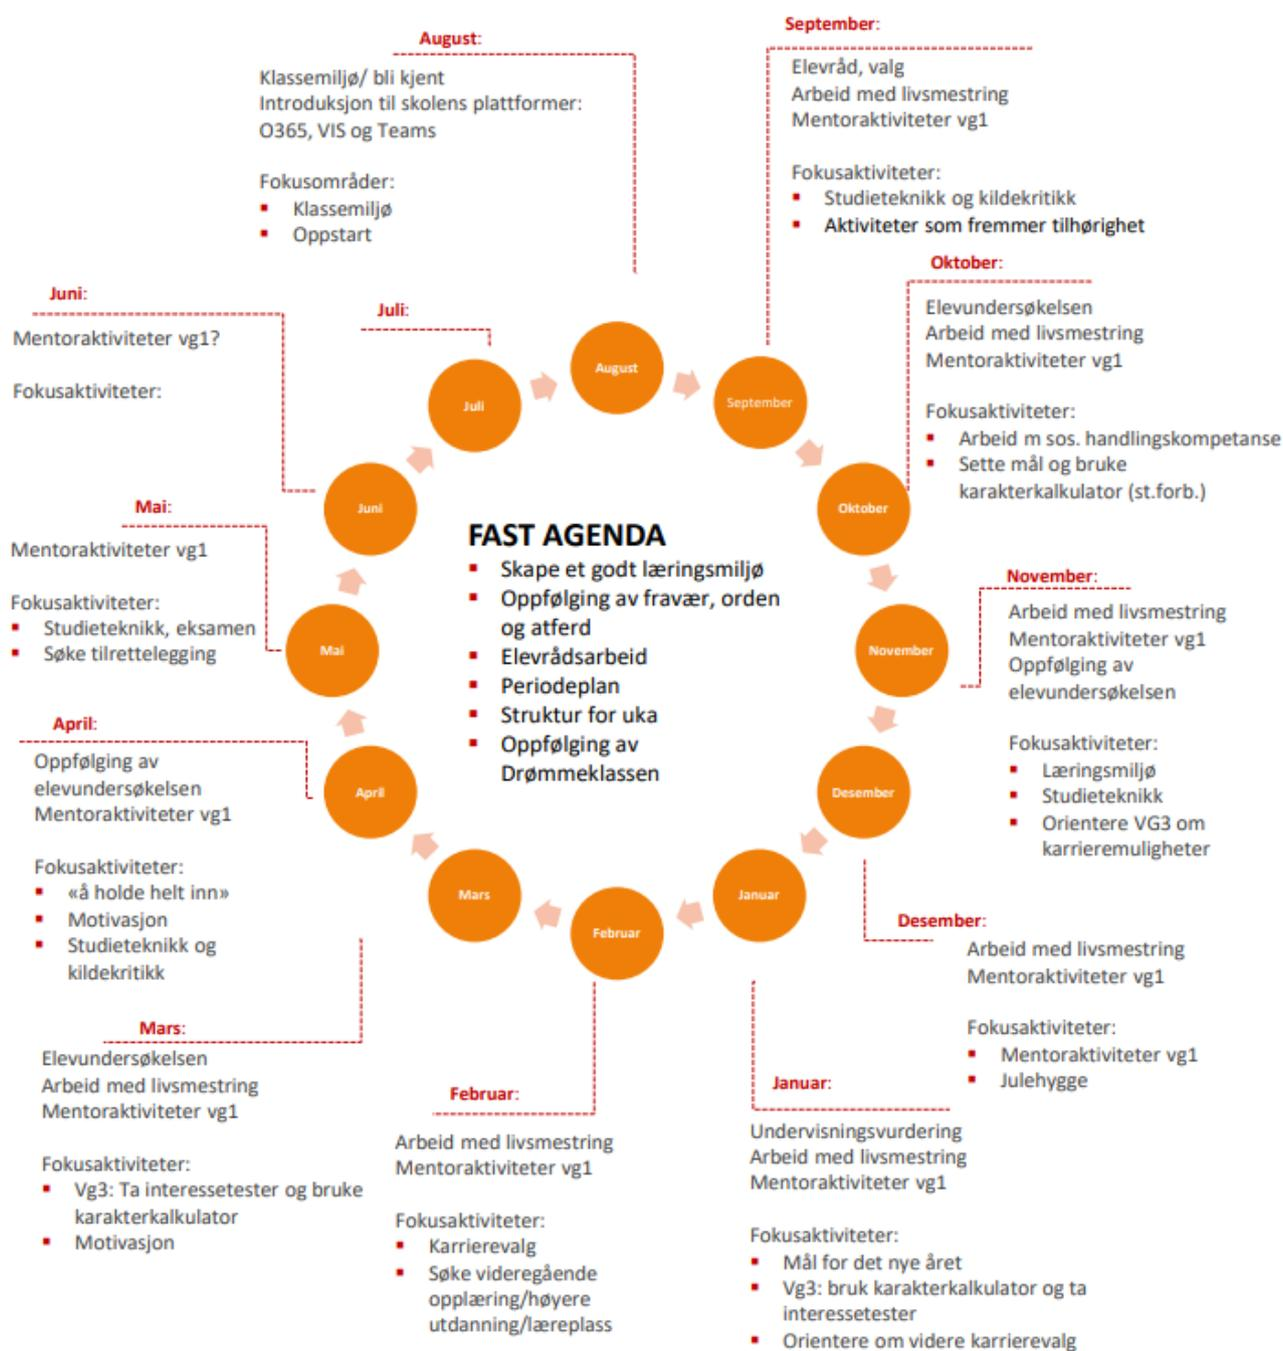 August:
Klassemiljø/ bli kjent
Introduksjon til skolens plattformer:
O365, VIS og Teams
Fokusområder:
▪ Klassemiljø
▪ Oppstart
September:
Elevråd, valg
Arbeid med livsmestring
Mentoraktiviteter vg1
Fokusaktiviteter:
▪ Studieteknikk og kildekritikk
▪ Aktiviteter som fremmer tilhørighet
Oktober:
Elevundersøkelsen
Arbeid med livsmestring
Mentoraktiviteter vg1
Fokusaktiviteter:
▪ Arbeid m sos. handlingskompetanse
▪ Sette mål og bruke
karakterkalkulator (st.forb.)
November:
Arbeid med livsmestring
Mentoraktiviteter vg1
Oppfølging av
elevundersøkelsen
Fokusaktiviteter:
▪ Læringsmiljø
▪ Studieteknikk
▪ Orientere VG3 om
karrieremuligheter
Desember:
Arbeid med livsmestring
Mentoraktiviteter vg1
Fokusaktiviteter:
▪ Mentoraktiviteter vg1
▪ Julehygge
Januar:
Undervisningsvurdering
Arbeid med livsmestring
Mentoraktiviteter vg1
Fokusaktiviteter:
▪ Mål for det nye året
▪ Vg3: bruk karakterkalkulator og ta
interessetester
▪ Orientere om videre karrierevalg
Februar:
Arbeid med livsmestring
Mentoraktiviteter vg1
Fokusaktiviteter:
▪ Karrierevalg
▪ Søke videregående
opplæring/høyere
utdanning/læreplass
Mars:
Elevundersøkelsen
Arbeid med livsmestring
Mentoraktiviteter vg1
Fokusaktiviteter:
▪ Vg3: Ta interessetester og bruke
karakterkalkulator
▪ Motivasjon
April:
Oppfølging av
elevundersøkelsen
Mentoraktiviteter vg1
Fokusaktiviteter:
▪ «å holde helt inn»
▪ Motivasjon
▪ Studieteknikk og
kildekritikk
Mai:
Mentoraktiviteter vg1
Fokusaktiviteter:
▪ Studieteknikk, eksamen
▪ Søke tilrettelegging
Juni:
Mentoraktiviteter vg1?
Fokusaktiviteter:
Juli:
August
September
Oktober
November
Desember
Januar
Februar
Mars
April
Mai
Juni
Juli
FAST AGENDA
▪ Skape et godt læringsmiljø
▪ Oppfølging av fravær, orden
og atferd
▪ Elevrådsarbeid
▪ Periodeplan
▪ Struktur for uka
▪ Oppfølging av
Drømmeklassen